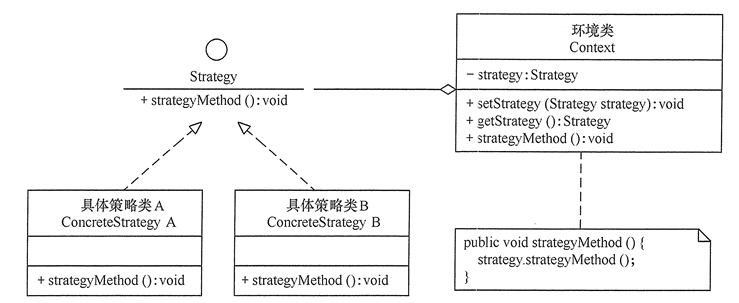 Strategy
+ strategyMethod ():void
环境类
Context
- strategy:Strategy
+ setStrategy (Strategy strategy):void
+ getStrategy ():Strategy
+ strategyMethod ():void
具体策略类A
ConcreteStrategy A
+ strategyMethod ():void
具体策略类B
ConcreteStrategy B
+ strategyMethod ():void
public void strategyMethod () {
strategy.strategyMethod ();
}